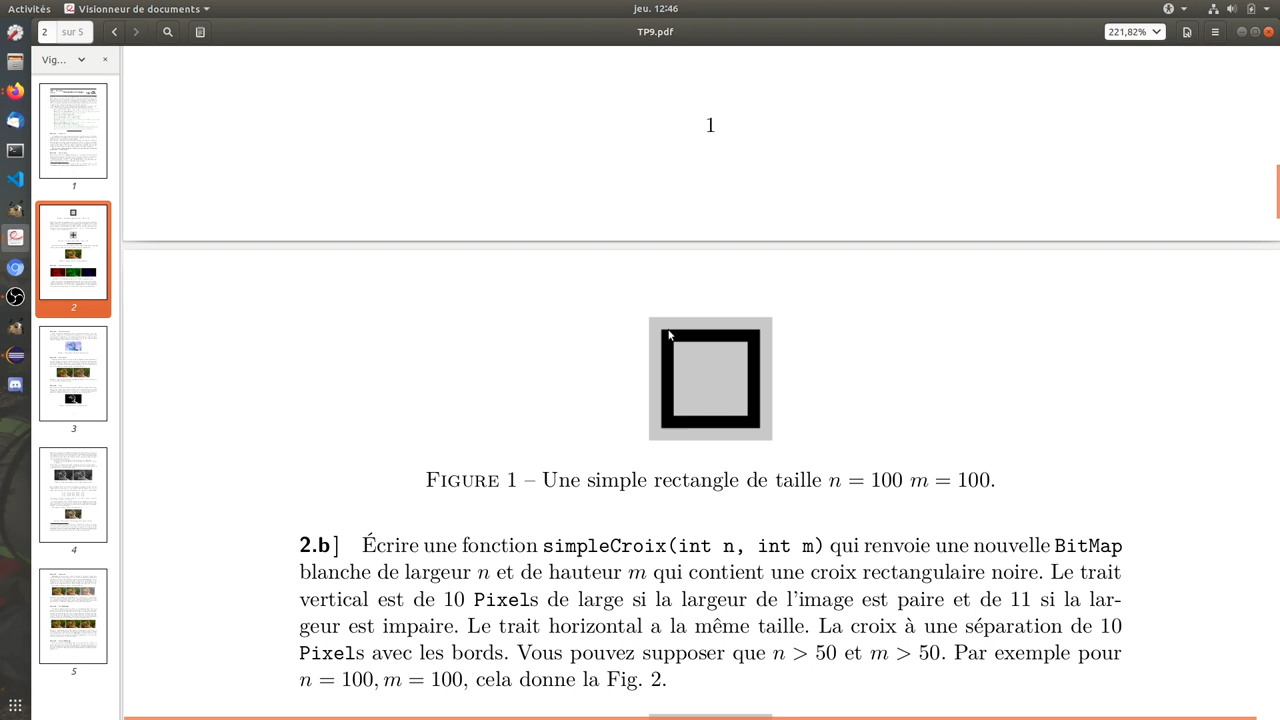 Activités
Visionneur de documents
jeu. 12:46
2 sur 5
TP9.pdf
221,82%
Vig…
1
2
3
4
5
1
FIGURE 1 – Une simple rectangle de taille n = 100 m = 100.
2.b] Écrire une fonction simpleCroix(int n, int m) qui renvoie une nouvelle BitMap
blanche de largeur n et de hauteur m qui contient une croix rectangulaire noire. Le trait
vertical est de 10 Pixels de large si la largeur de l'image est paire et de 11 si la lar-
geur est impaire. Le trait horizontal a la même taille. La croix à une séparation de 10
Pixels avec les bords. Vous pouvez supposer que n > 50 et m > 50. Par exemple pour
n = 100, m = 100, cela donne la Fig. 2.